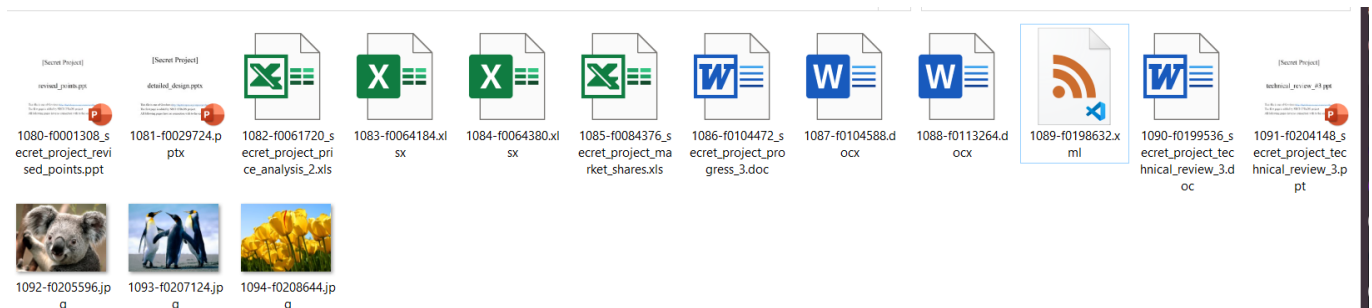 [Secret Project]
revised_points.ppt
[Secret Project]
detailed_design.pptx
[Secret Project]
technical_review_#3.ppt
1080-f0001308_s
ecret_project_revi
sed_points.ppt
1081-f0029724.p
ptx
1082-f0061720_s
ecret_project_pri
ce_analysis_2.xls
1083-f0064184.xl
sx
1084-f0064380.xl
sx
1085-f0084376_s
ecret_project_ma
rket_shares.xls
1086-f0104472_s
ecret_project_pro
gress_3.doc
1087-f0104588.d
ocx
1088-f0113264.d
ocx
1089-f0198632.x
ml
1090-f0199536_s
ecret_project_tec
hnical_review_3.d
oc
1091-f0204148_s
ecret_project_tec
hnical_review_3.p
pt
1092-f0205596.jp
g
1093-f0207124.jp
g
1094-f0208644.jp
g